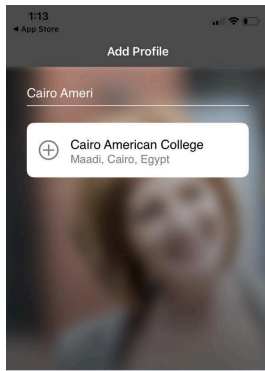 1:13
◄ App Store
Add Profile
Cairo Ameri
Cairo American College
Maadi, Cairo, Egypt